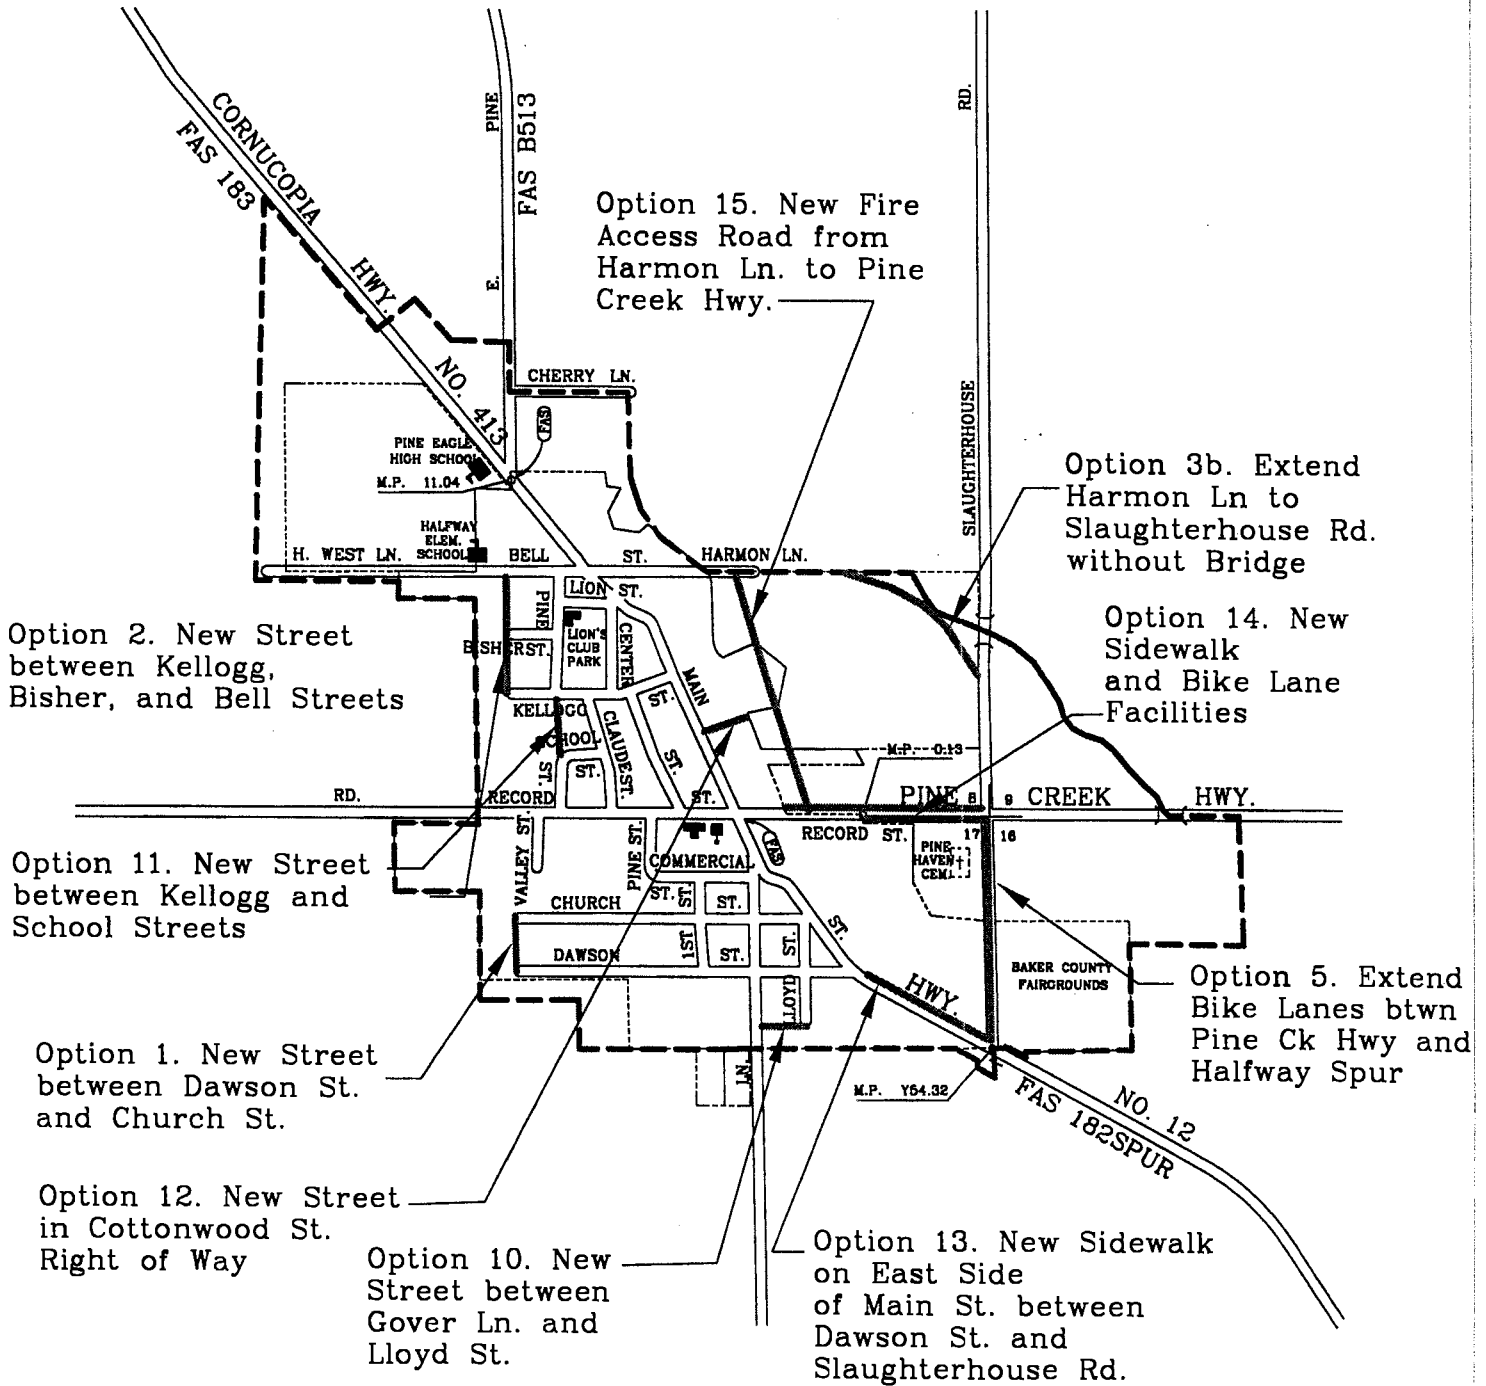 CORNUCOPIA
FAS 183
HWY.
NO. 413
PINE
FAS B513
E.
RD.
SLAUGHTERHOUSE
Option 15. New Fire
Access Road from
Harmon Ln. to Pine
Creek Hwy.
CHERRY LN.
FAS
PINE EAGLE
HIGH SCHOOL
M.P. 11.04
HALFWAY
ELEM.
SCHOOL
H. WEST LN.
BELL ST.
HARMON LN.
Option 3b. Extend
Harmon Ln to
Slaughterhouse Rd.
without Bridge
Option 14. New
Sidewalk
and Bike Lane
Facilities
Option 2. New Street
between Kellogg,
Bisher, and Bell Streets
LION ST.
PINE
BISHER ST.
LION'S
CLUB
PARK
CENTER
ST.
MAIN
KELLOGG
SCHOOL
ST.
CLAUDE ST.
ST.
ST.
M.P. 0.13
RD.
RECORD ST.
PINE 8 9 CREEK HWY.
RECORD ST.
17 16
PINE
HAVEN
CEM.
VALLEY ST.
PINE ST.
COMMERCIAL
ST.
FAS
Option 11. New Street
between Kellogg and
School Streets
CHURCH ST.
1ST ST.
DAWSON ST.
LLOYD ST.
ST.
HWY.
BAKER COUNTY
FAIRGROUNDS
Option 5. Extend
Bike Lanes btwn
Pine Ck Hwy and
Halfway Spur
Option 1. New Street
between Dawson St.
and Church St.
LN.
M.P. Y54.32
NO. 12
FAS 182SPUR
Option 12. New Street
in Cottonwood St.
Right of Way
Option 10. New
Street between
Gover Ln. and
Lloyd St.
Option 13. New Sidewalk
on East Side
of Main St. between
Dawson St. and
Slaughterhouse Rd.